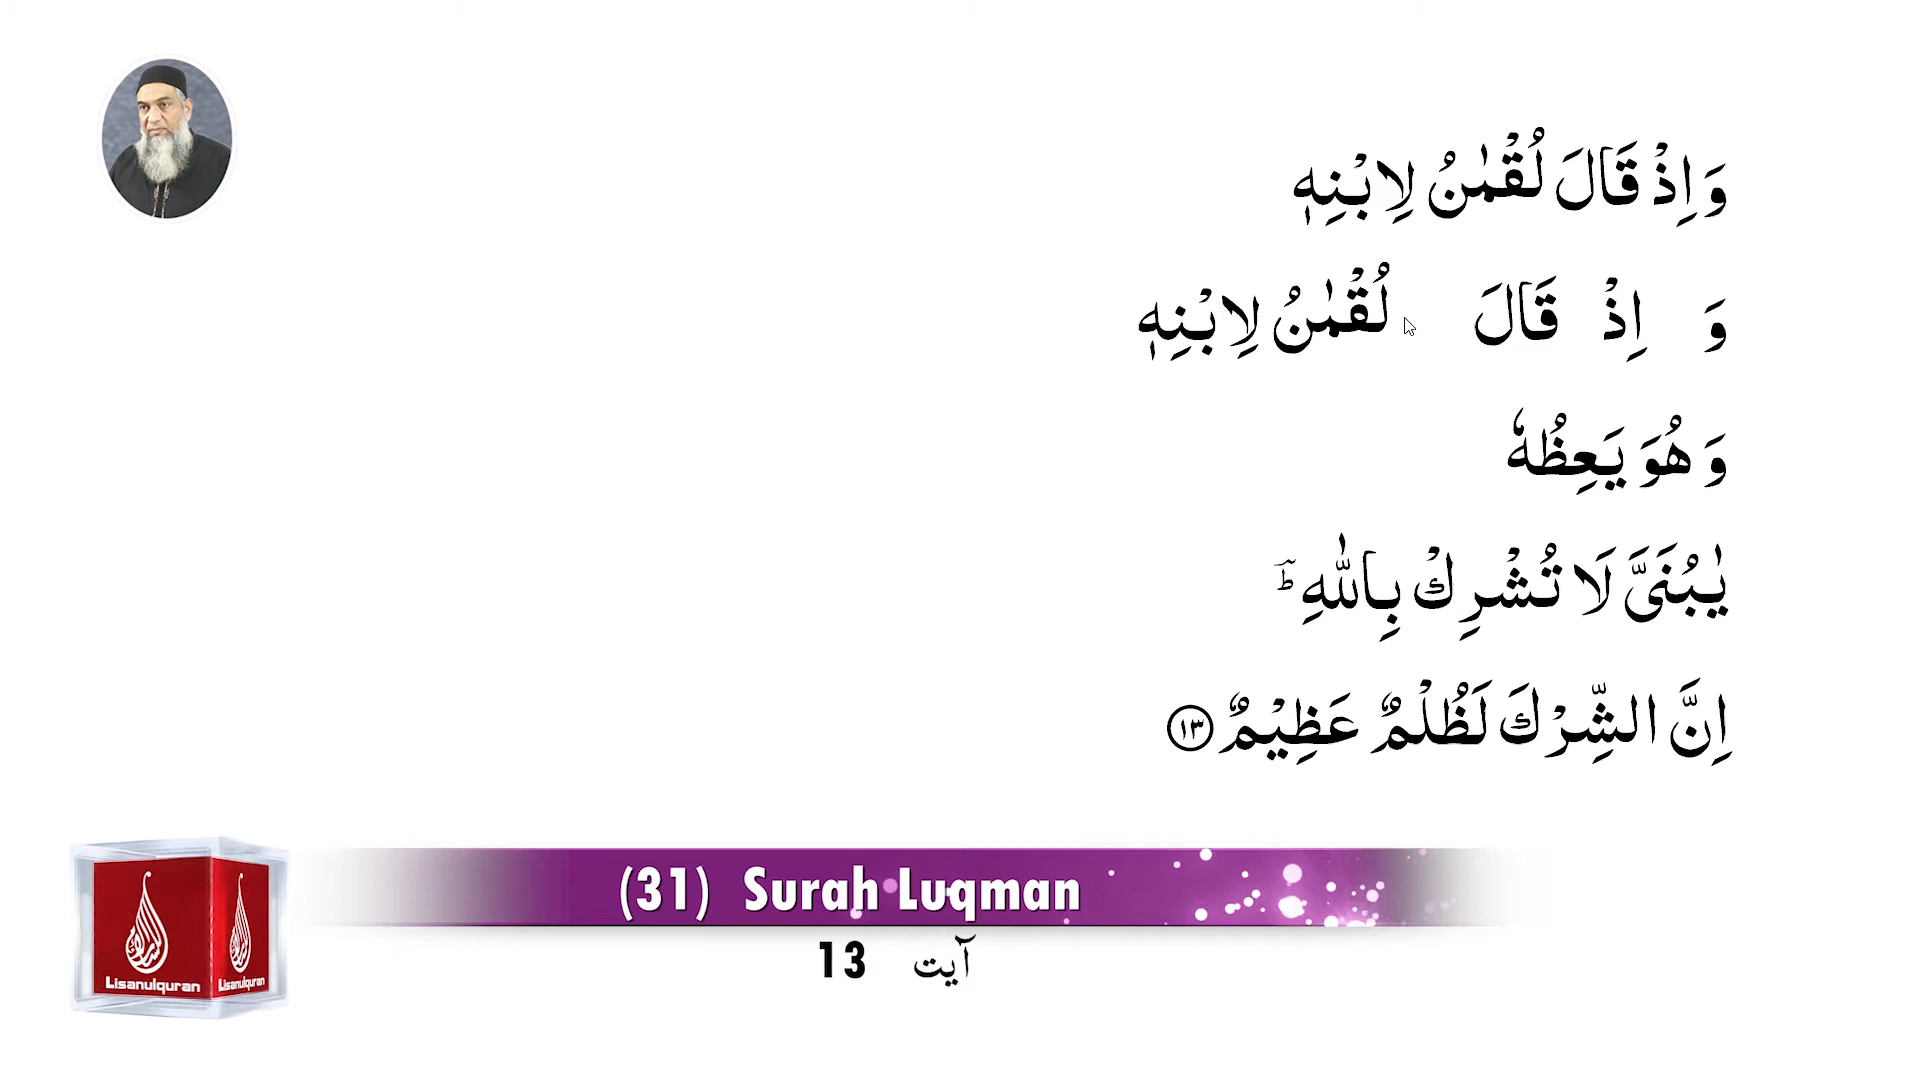 وَاِذْ قَالَ لُقْمٰنُ لِابْنِهٖ
وَ اِذْ قَالَ لُقْمٰنُ لِابْنِهٖ
وَ هُوَ يَعِظُهٗ
يٰبُنَىَّ لَا تُشْرِكْ بِاللّٰهِ ؕ
اِنَّ الشِّرْكَ لَظُلْمٌ عَظِيْمٌ ۝۱۳
(31) Surah Luqman
آیت 13
Lisanulquran
Lisanulquran